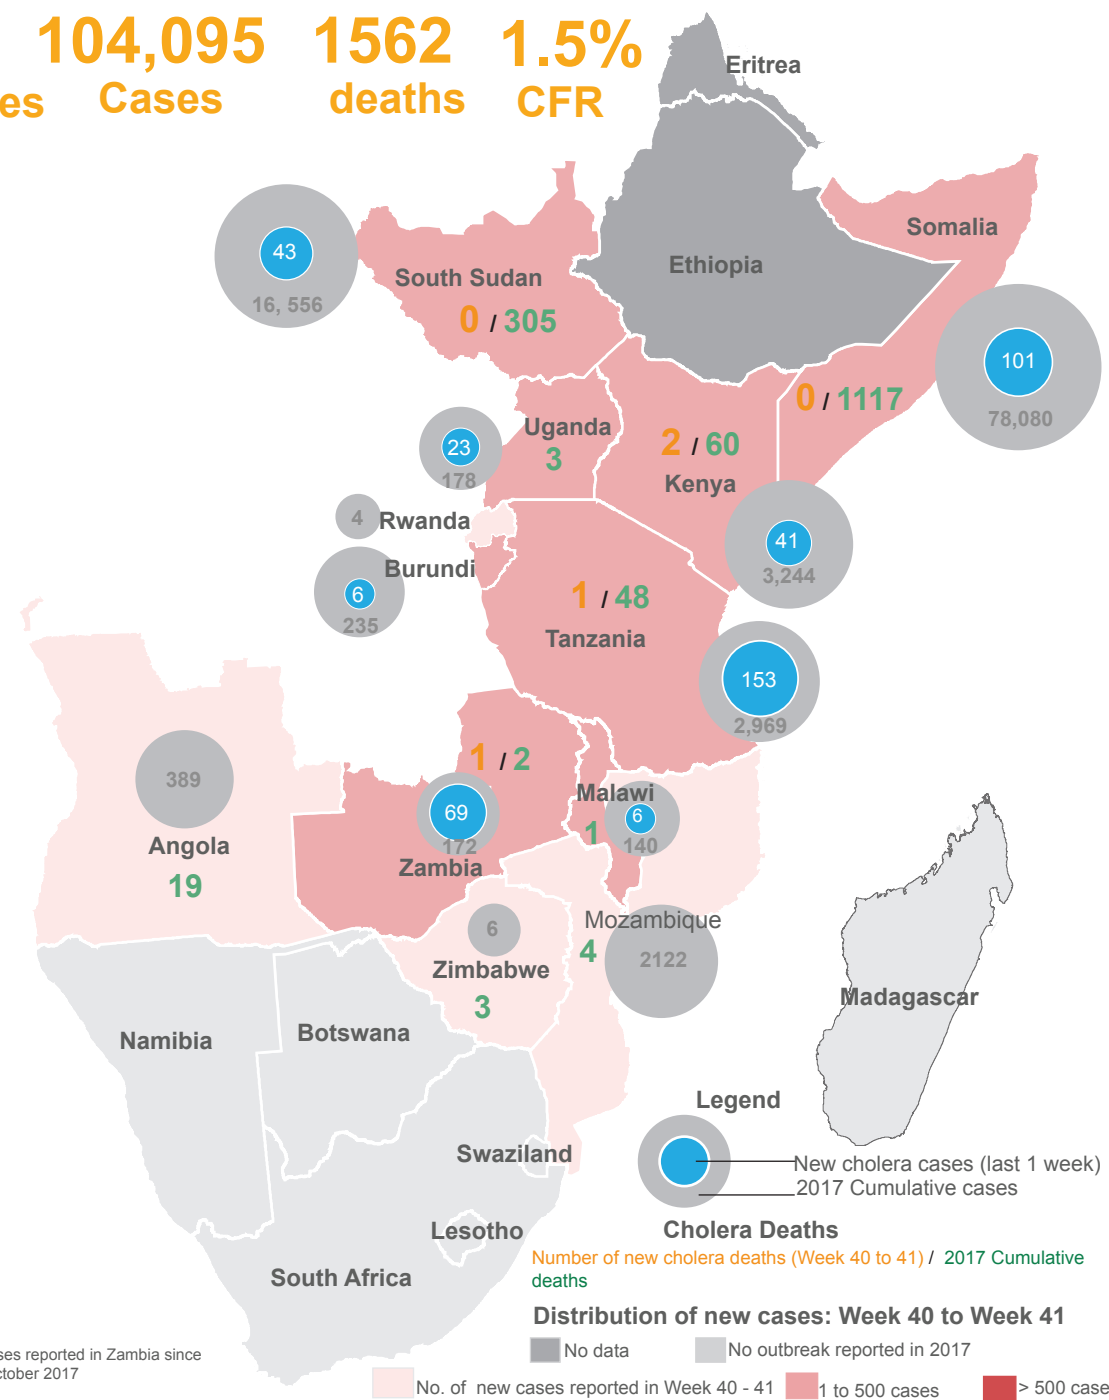 104,095 1562 1.5%
es Cases deaths CFR
Eritrea
Somalia
43
Ethiopia
South Sudan
16, 556
0 / 305
101
0 / 1117
78,080
Uganda
23
2 / 60
3
178
Kenya
4 Rwanda
41
Burundi
3,244
6
1 / 48
235
Tanzania
153
2,969
1 / 2
389
Malawi
69
6
1
172
140
Angola
Zambia
19
Mozambique
6
4
2122
Zimbabwe
3
Madagascar
Namibia
Botswana
Legend
Swaziland
New cholera cases (last 1 week)
2017 Cumulative cases
Lesotho
Cholera Deaths
Number of new cholera deaths (Week 40 to 41) / 2017 Cumulative
deaths
South Africa
Distribution of new cases: Week 40 to Week 41
No data
No outbreak reported in 2017
ses reported in Zambia since
ctober 2017
No. of new cases reported in Week 40 - 41
1 to 500 cases
> 500 case